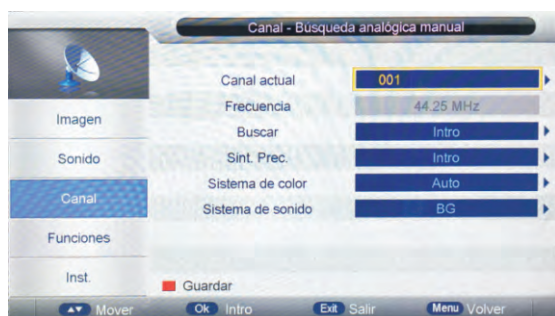 Canal - Búsqueda analógica manual
Imagen
Sonido
Canal
Funciones
Inst.
Canal actual 001
Frecuencia 44.25 MHz
Buscar Intro
Sint. Prec. Intro
Sistema de color Auto
Sistema de sonido BG
Guardar
Mover Ok Intro Exit Salir Menu Volver